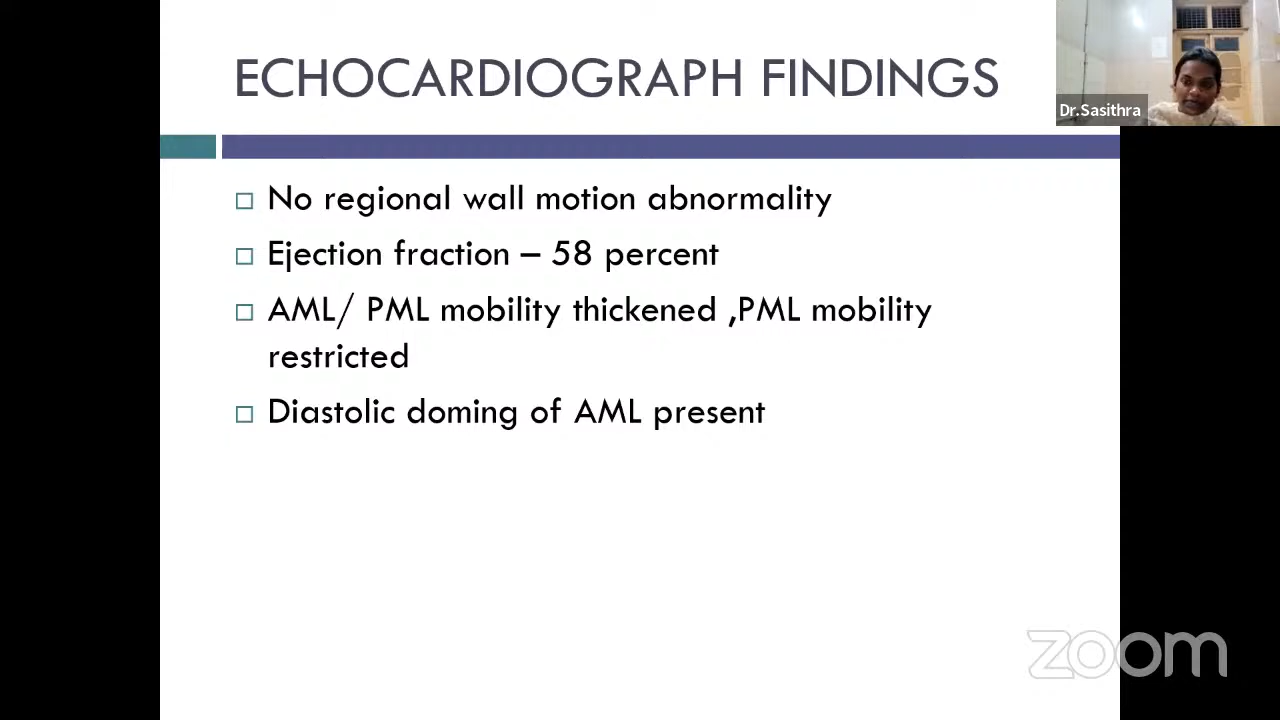 ECHOCARDIOGRAPH FINDINGS
Dr.Sasithra
No regional wall motion abnormality
Ejection fraction – 58 percent
AML/ PML mobility thickened ,PML mobility
restricted
Diastolic doming of AML present
zoom